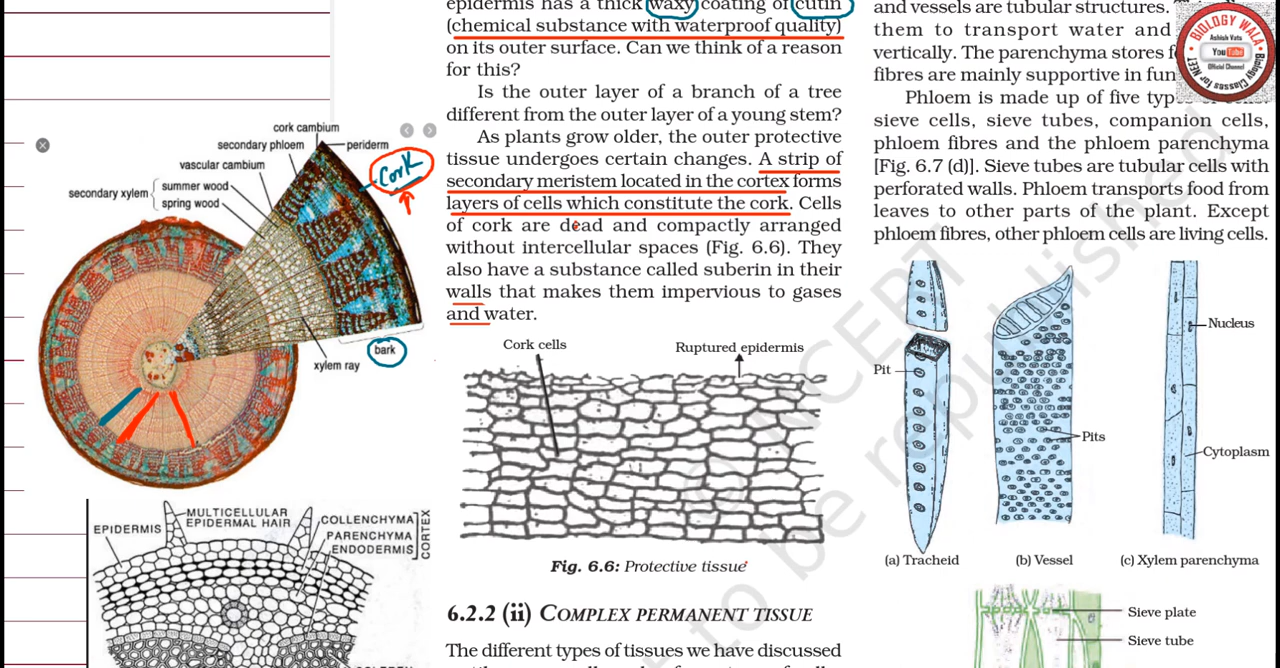 cork cambium
secondary phloem
periderm
vascular cambium
Cork
secondary xylem
summer wood
spring wood
bark
xylem ray
EPIDERMIS
MULTICELLULAR
EPIDERMAL HAIR
COLLENCHYMA
PARENCHYMA
ENDODERMIS
CORTEX
epidermis has a thick waxy coating of cutin
(chemical substance with waterproof quality)
on its outer surface. Can we think of a reason
for this?
Is the outer layer of a branch of a tree
different from the outer layer of a young stem?
As plants grow older, the outer protective
tissue undergoes certain changes. A strip of
secondary meristem located in the cortex forms
layers of cells which constitute the cork. Cells
of cork are dead and compactly arranged
without intercellular spaces (Fig. 6.6). They
also have a substance called suberin in their
walls that makes them impervious to gases
and water.
Cork cells
Ruptured epidermis
Fig. 6.6: Protective tissue
6.2.2 (ii) COMPLEX PERMANENT TISSUE
The different types of tissues we have discussed
and vessels are tubular structures.
them to transport water and
vertically. The parenchyma stores
fibres are mainly supportive in
Phloem is made up of five
sieve cells, sieve tubes, companion cells,
phloem fibres and the phloem parenchyma
[Fig. 6.7 (d)]. Sieve tubes are tubular cells with
perforated walls. Phloem transports food from
leaves to other parts of the plant. Except
phloem fibres, other phloem cells are living cells.
BIOLOGY WALA
Ashish Vats
You Tube
Official Channel
Biology Classes for NEET
Pit
Pits
Nucleus
Cytoplasm
(a) Tracheid
(b) Vessel
(c) Xylem parenchyma
Sieve plate
Sieve tube
© NCERT
to be republished